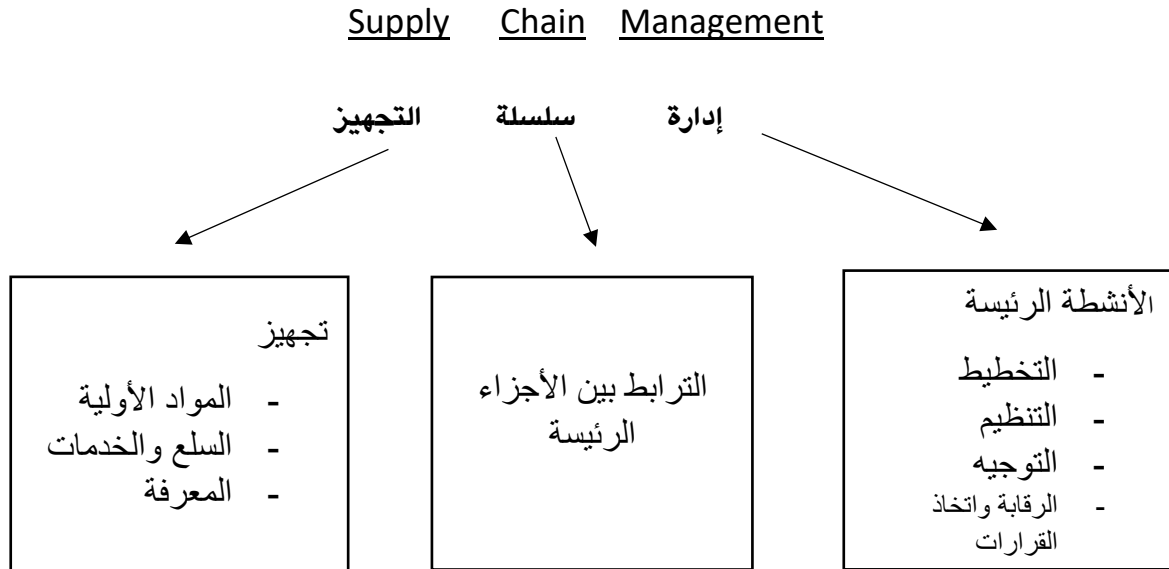 Supply Chain Management
إدارة سلسلة التجهيز
الأنشطة الرئيسة
- التخطيط
- التنظيم
- التوجيه
- الرقابة واتخاذ
القرارات
الترابط بين الأجزاء
الرئيسة
تجهيز
- المواد الأولية
- السلع والخدمات
- المعرفة